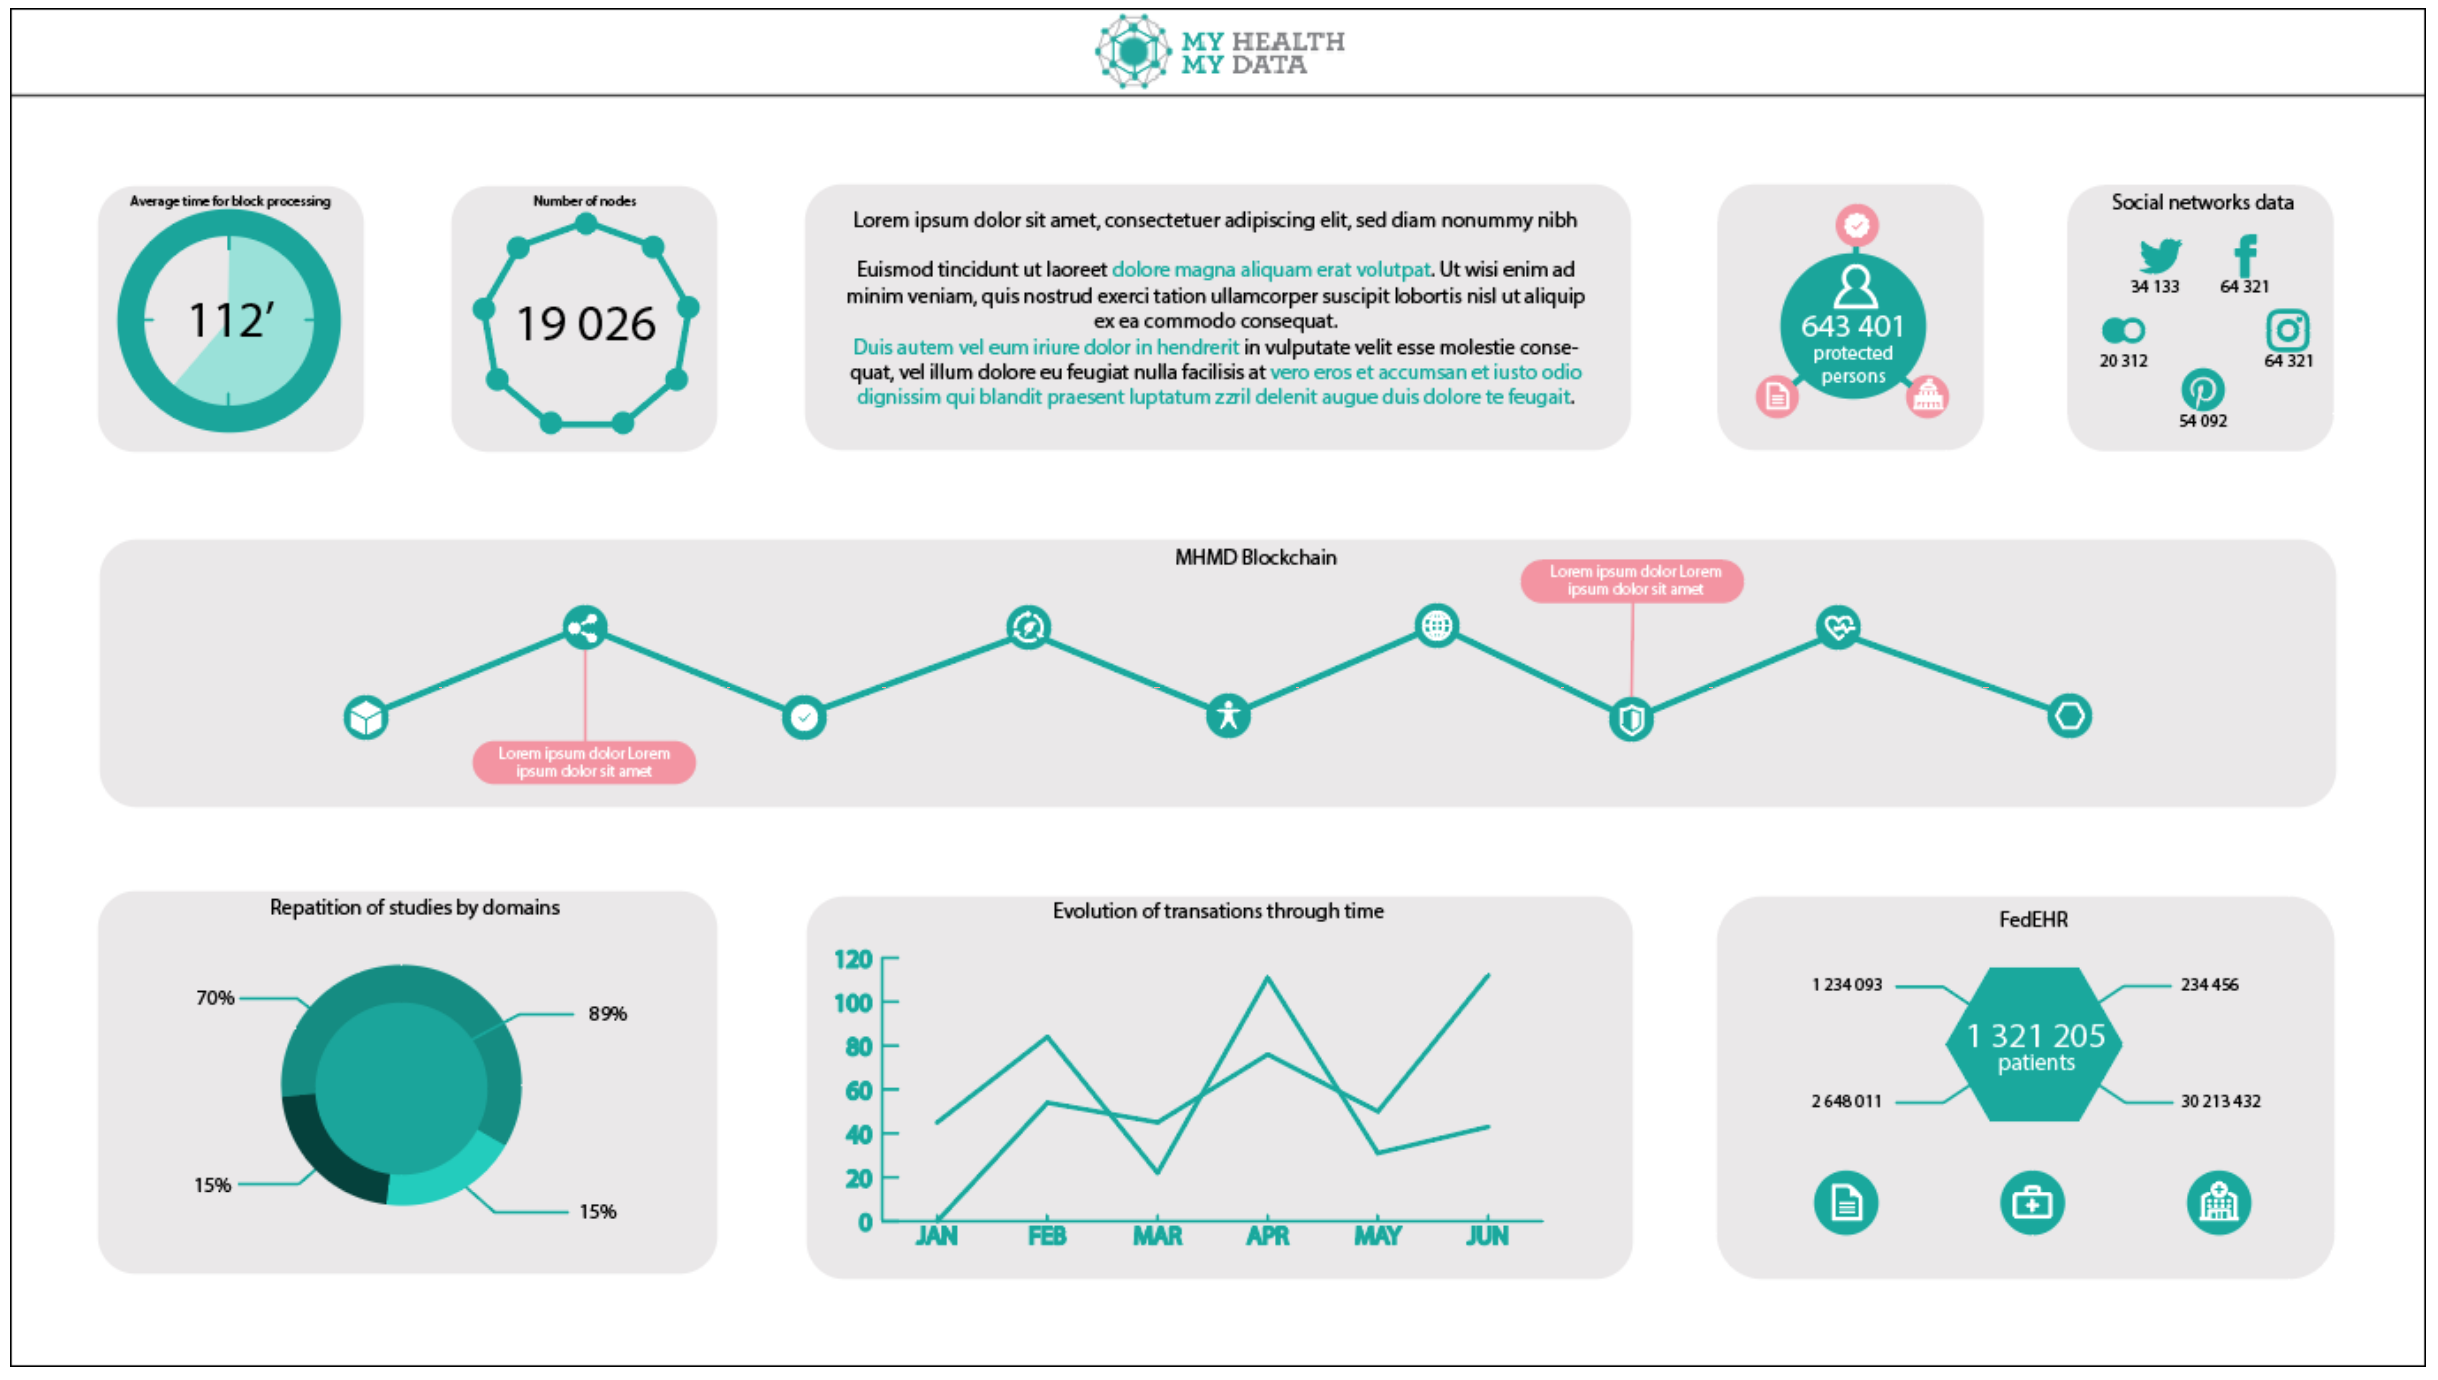 MY HEALTH
MY DATA
Average time for block processing
112’
Number of nodes
19 026
Lorem ipsum dolor sit amet, consectetuer adipiscing elit, sed diam nonummy nibh
Euismod tincidunt ut laoreet dolore magna aliquam erat volutpat. Ut wisi enim ad
minim veniam, quis nostrud exerci tation ullamcorper suscipit lobortis nisl ut aliquip
ex ea commodo consequat.
Duis autem vel eum iriure dolor in hendrerit in vulputate velit esse molestie conse-
quat, vel illum dolore eu feugiat nulla facilisis at vero eros et accumsan et iusto odio
dignissim qui blandit praesent luptatum zzril delenit augue duis dolore te feugait.
643 401
protected
persons
Social networks data
34 133
64 321
20 312
64 321
54 092
MHMD Blockchain
Lorem ipsum dolor Lorem
ipsum dolor sit amet
Lorem ipsum dolor Lorem
ipsum dolor sit amet
Repatition of studies by domains
70%
89%
15%
15%
Evolution of transations through time
120
100
80
60
40
20
0
JAN FEB MAR APR MAY JUN
FedEHR
1 234 093
234 456
1 321 205
patients
2 648 011
30 213 432